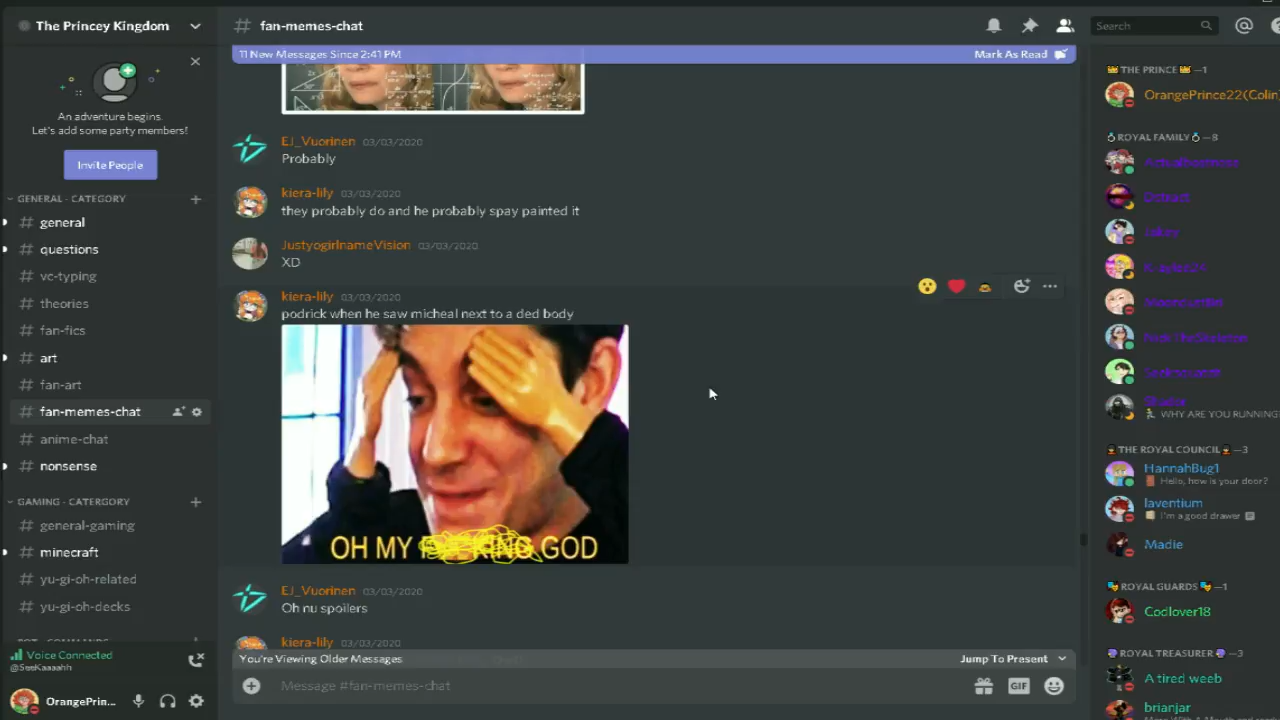 The Princey Kingdom
An adventure begins.
Let's add some party members!
Invite People
GENERAL - CATEGORY
general
questions
vc-typing
theories
fan-fics
art
fan-art
fan-memes-chat
anime-chat
nonsense
GAMING - CATERGORY
general-gaming
minecraft
yu-gi-oh-related
yu-gi-oh-decks
Voice Connected
@SeeKaaaahh
OrangePrin...
# fan-memes-chat
Search
11 New Messages Since 2:41 PM
Mark As Read
EJ_Vuorinen 03/03/2020
Probably
kiera-lily 03/03/2020
they probably do and he probably spay painted it
JustyogirlnameVision 03/03/2020
XD
kiera-lily 03/03/2020
podrick when he saw micheal next to a ded body
OH MY GOD
EJ_Vuorinen 03/03/2020
Oh nu spoilers
kiera-lily 03/03/2020
You're Viewing Older Messages
Jump To Present
Message #fan-memes-chat
GIF
THE PRINCE —1
OrangePrince22(Colin)
ROYAL FAMILY —8
WHY ARE YOU RUNNING
THE ROYAL COUNCIL —3
HannahBug1
Hello, how is your door?
laventium
I'm a good drawer
Madie
ROYAL GUARDS —1
Codlover18
ROYAL TREASURER —3
A tired weeb
brianjar